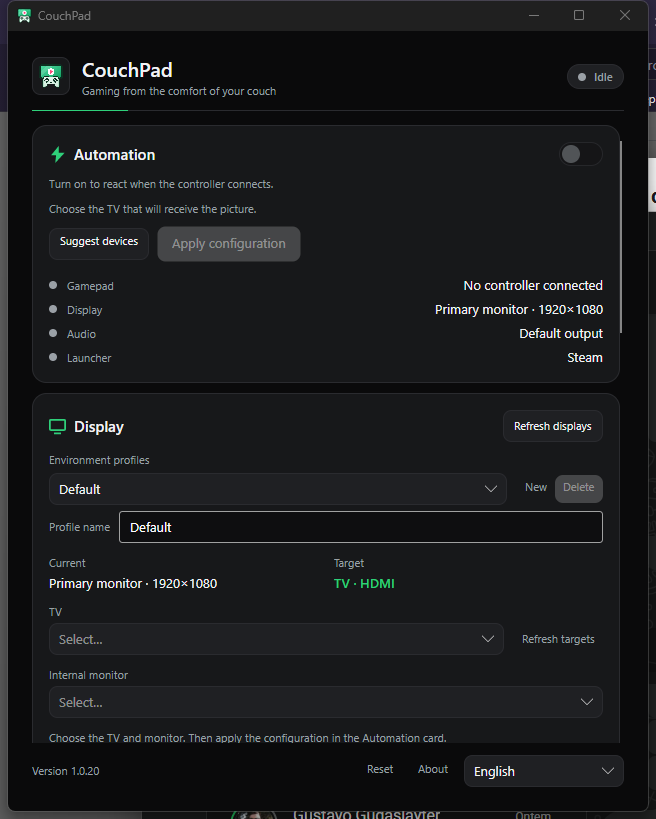 CouchPad
CouchPad
Gaming from the comfort of your couch
Idle
Automation
Turn on to react when the controller connects.
Choose the TV that will receive the picture.
Suggest devices
Apply configuration
Gamepad
No controller connected
Display
Primary monitor · 1920×1080
Audio
Default output
Launcher
Steam
Display
Refresh displays
Environment profiles
Default
New
Delete
Profile name
Default
Current
Target
Primary monitor · 1920×1080
TV · HDMI
TV
Select...
Refresh targets
Internal monitor
Select...
Choose the TV and monitor. Then apply the configuration in the Automation card.
Version 1.0.20
Reset
About
English
Gustavo Gugaslayter
Ontem